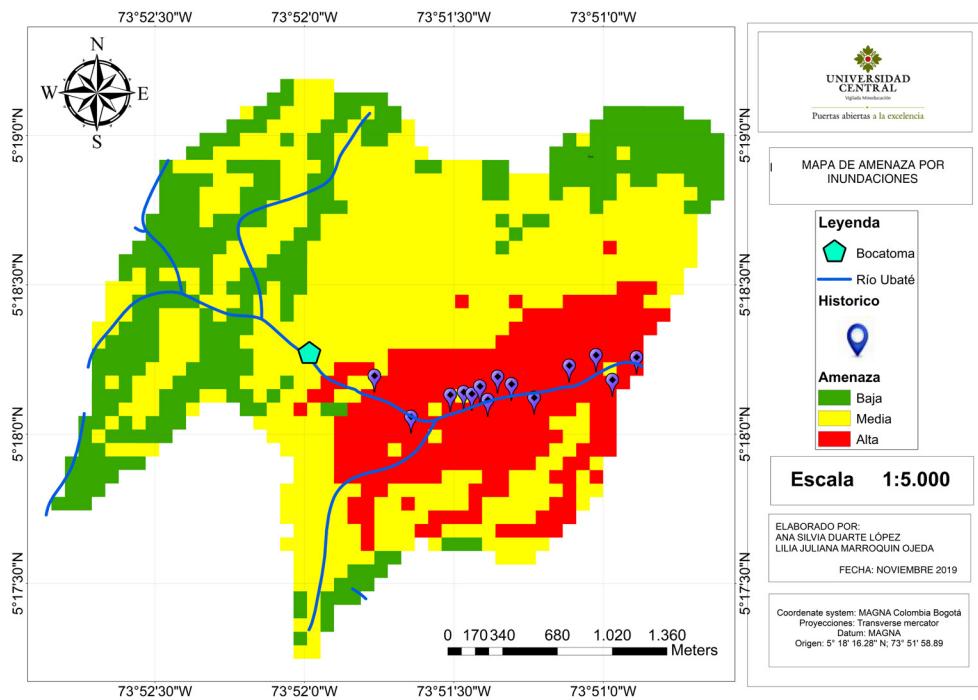 73°52'30"W 73°52'0"W 73°51'30"W 73°51'0"W
N
W E
S
5°19'0"N 5°19'0"N
5°18'30"N 5°18'30"N
5°18'0"N 5°18'0"N
5°17'30"N 5°17'30"N
0 170 340 680 1.020 1.360
Meters
73°52'30"W 73°52'0"W 73°51'30"W 73°51'0"W
UNIVERSIDAD
CENTRAL
Vigilada Mineducación
Puertas abiertas a la excelencia
MAPA DE AMENAZA POR
INUNDACIONES
Leyenda
Bocatoma
Río Ubaté
Historico
Amenaza
Baja
Media
Alta
Escala 1:5.000
ELABORADO POR:
ANA SILVIA DUARTE LÓPEZ
LILIA JULIANA MARROQUIN OJEDA
FECHA: NOVIEMBRE 2019
Coordenate system: MAGNA Colombia Bogotá
Proyecciones: Transverse mercator
Datum: MAGNA
Origen: 5° 18' 16.28" N; 73° 51' 58.89